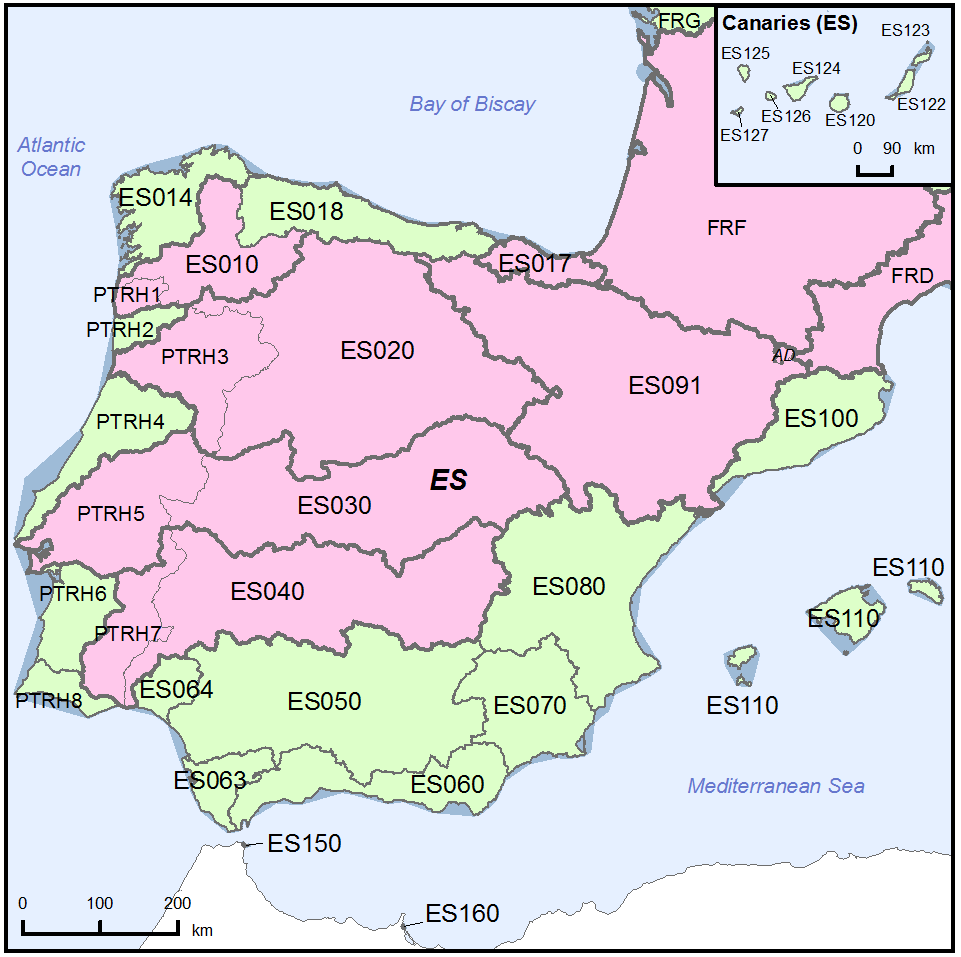 FRG
Canaries (ES)
ES123
ES125
ES124
ES122
ES126
ES120
ES127
0 90 km
Bay of Biscay
Atlantic
Ocean
ES014
ES018
FRF
ES010
ES017
FRD
PTRH1
PTRH2
PTRH3
ES020
AD
ES091
PTRH4
ES100
ES
PTRH5
ES030
ES110
PTRH6
ES040
ES080
ES110
PTRH7
ES064
PTRH8
ES050
ES070
ES110
ES063
ES060
Mediterranean Sea
ES150
0 100 200
km
ES160